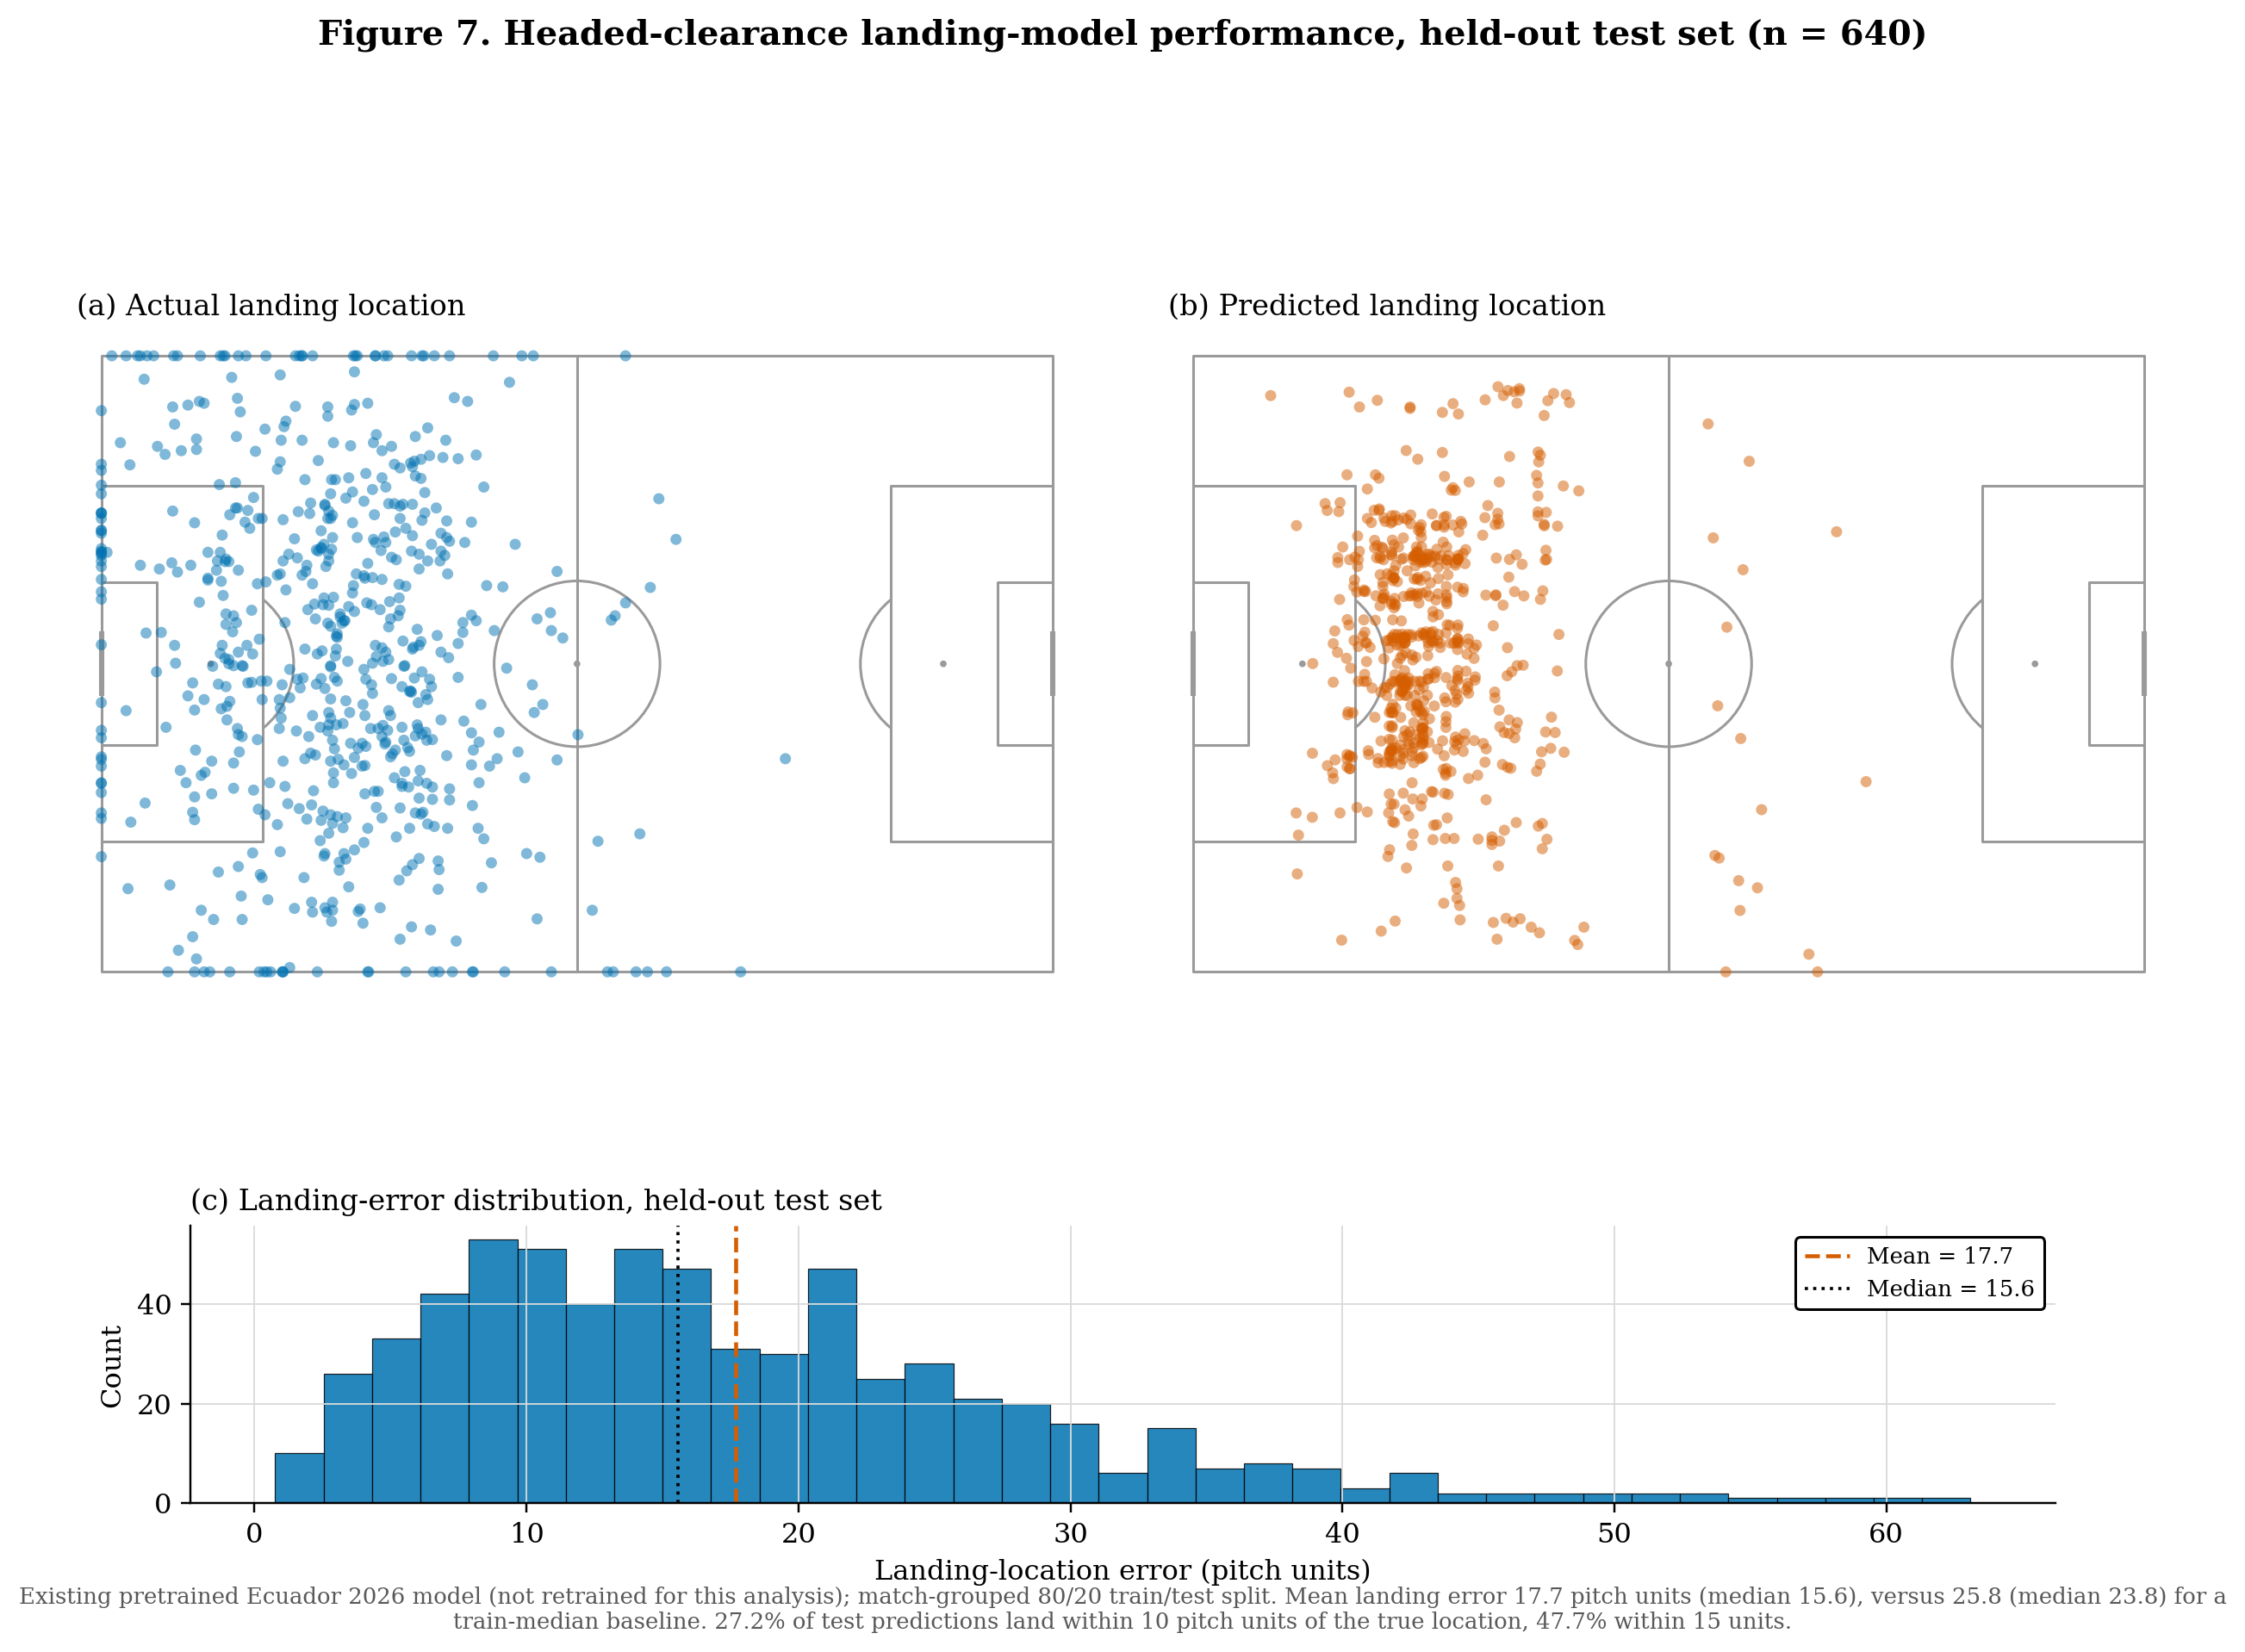 Figure 7. Headed-clearance landing-model performance, held-out test set (n = 640)
(a) Actual landing location
(b) Predicted landing location
(c) Landing-error distribution, held-out test set
Mean = 17.7
Median = 15.6
Count
40
20
0
0 10 20 30 40 50 60
Landing-location error (pitch units)
Existing pretrained Ecuador 2026 model (not retrained for this analysis); match-grouped 80/20 train/test split. Mean landing error 17.7 pitch units (median 15.6), versus 25.8 (median 23.8) for a
train-median baseline. 27.2% of test predictions land within 10 pitch units of the true location, 47.7% within 15 units.